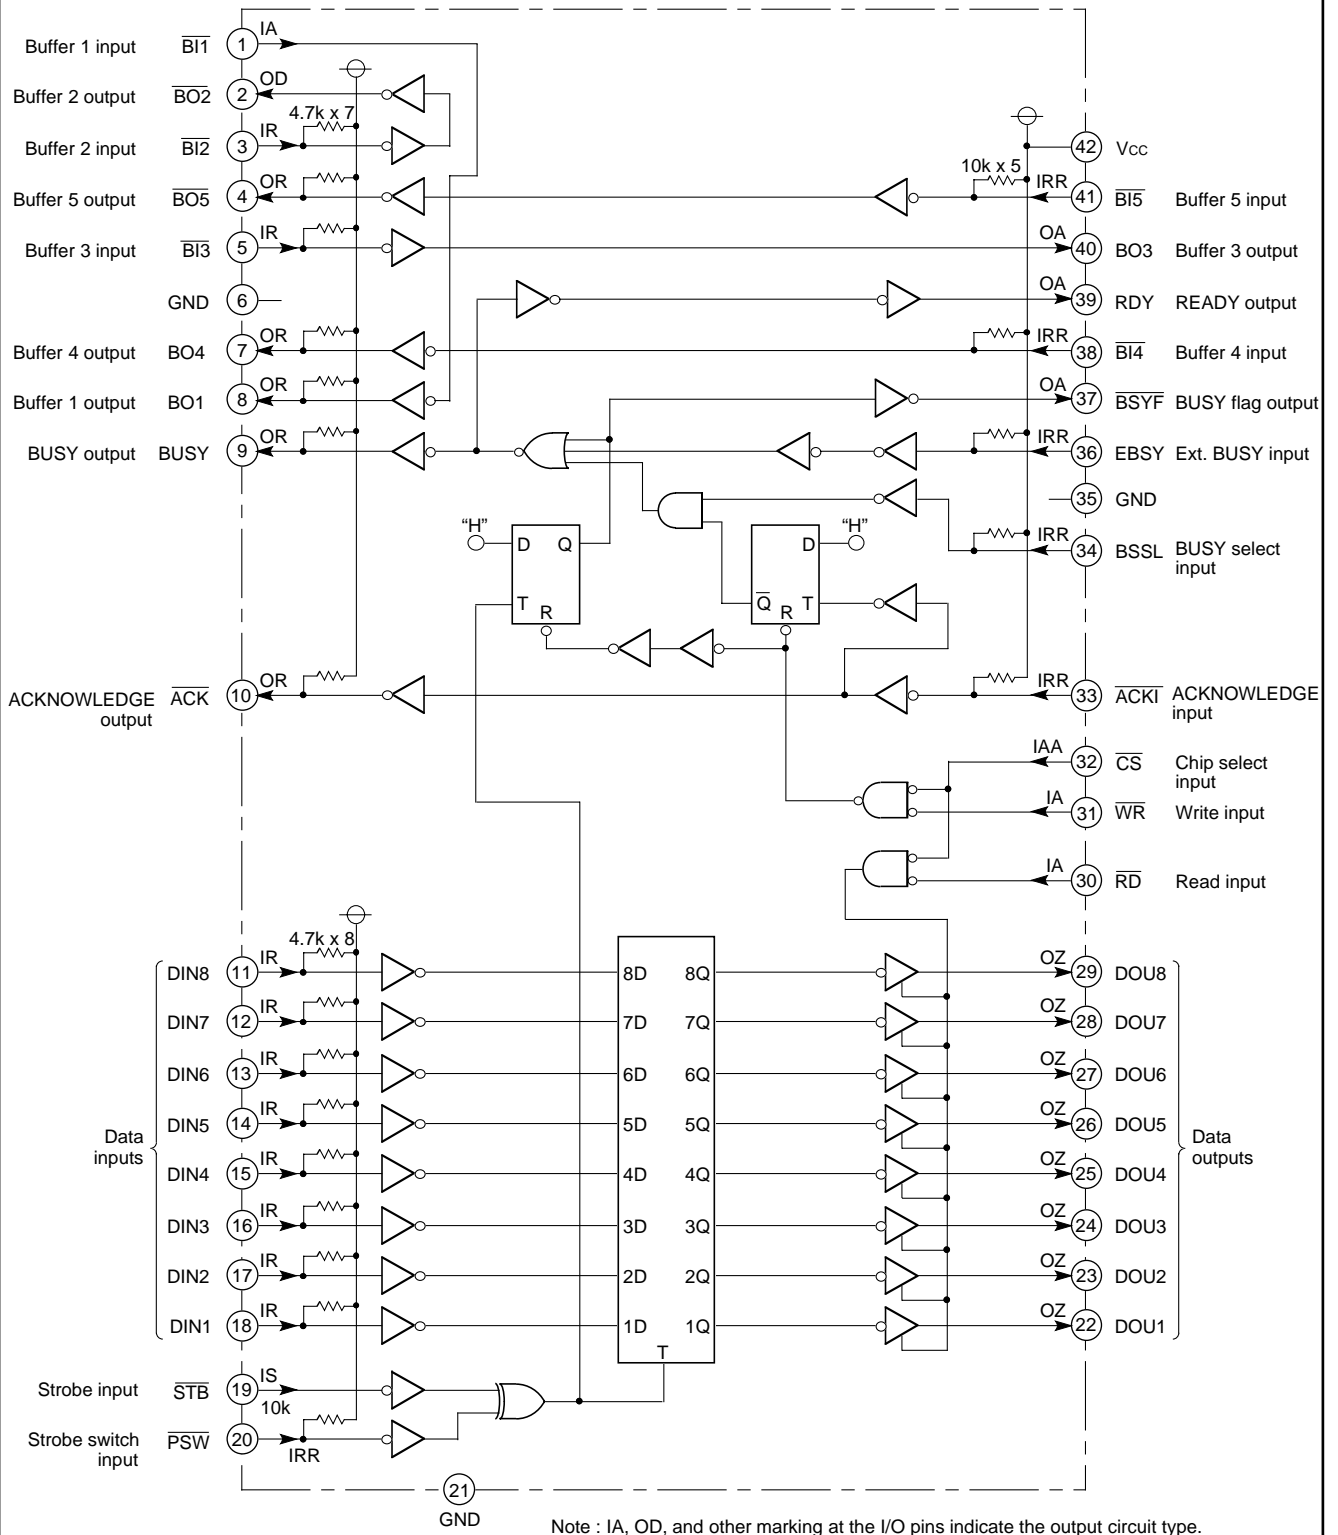 Buffer 1 input BI1 1 IA
Buffer 2 output BO2 2 OD
4.7k x 7
Buffer 2 input BI2 3 IR
42 Vcc
10k x 5
Buffer 5 output BO5 4 OR
IRR 41 BI5 Buffer 5 input
Buffer 3 input BI3 5 IR
OA 40 BO3 Buffer 3 output
GND 6
OA 39 RDY READY output
Buffer 4 output BO4 7 OR
IRR 38 BI4 Buffer 4 input
Buffer 1 output BO1 8 OR
OA 37 BSYF BUSY flag output
BUSY output BUSY 9 OR
IRR 36 EBSY Ext. BUSY input
35 GND
“H” D Q
D “H”
IRR 34 BSSL BUSY select
input
T R
Q R T
ACKNOWLEDGE ACK 10 OR
output
IRR 33 ACKI ACKNOWLEDGE
input
IAA 32 CS Chip select
input
IA 31 WR Write input
IA 30 RD Read input
4.7k x 8
DIN8 11 IR 8D 8Q OZ 29 DOU8
DIN7 12 IR 7D 7Q OZ 28 DOU7
DIN6 13 IR 6D 6Q OZ 27 DOU6
DIN5 14 IR 5D 5Q OZ 26 DOU5
Data
inputs
Data
outputs
DIN4 15 IR 4D 4Q OZ 25 DOU4
DIN3 16 IR 3D 3Q OZ 24 DOU3
DIN2 17 IR 2D 2Q OZ 23 DOU2
DIN1 18 IR 1D 1Q OZ 22 DOU1
T
Strobe input STB 19 IS
10k
Strobe switch PSW 20 IRR
input
21
GND
Note : IA, OD, and other marking at the I/O pins indicate the output circuit type.